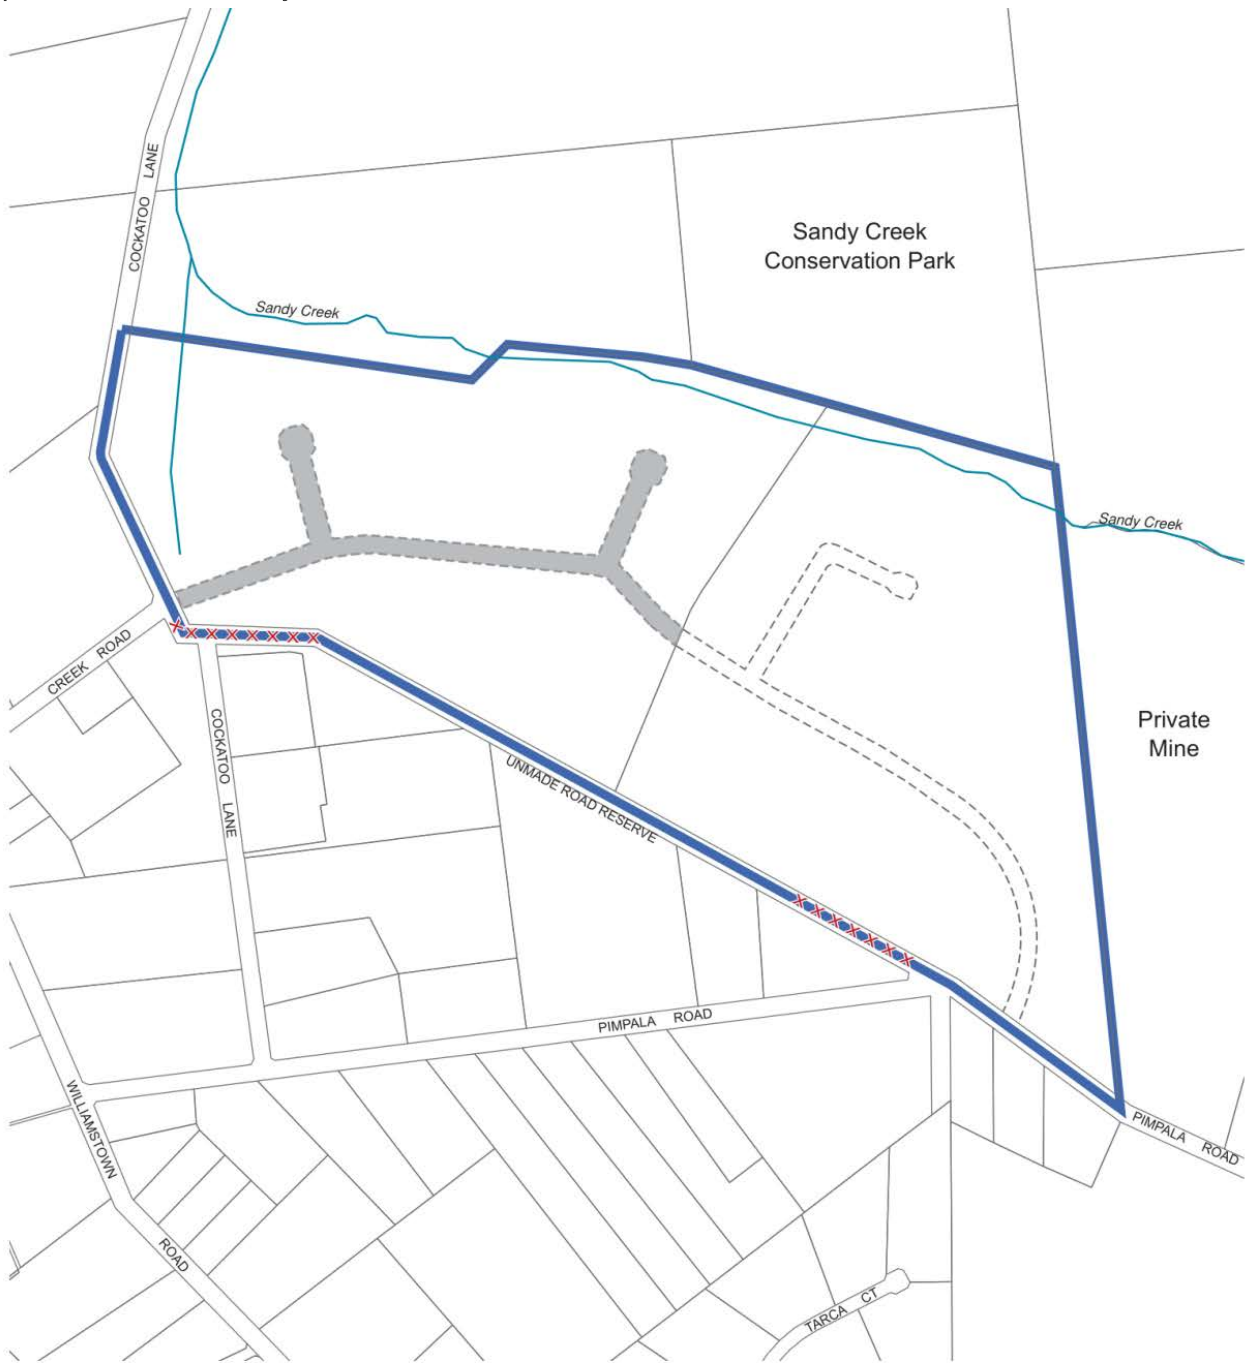 COCKATOO LANE
Sandy Creek
Conservation Park
Sandy Creek
Sandy Creek
CREEK ROAD
COCKATOO LANE
Private
Mine
UNMADE ROAD RESERVE
PIMPALA ROAD
WILLIAMSTOWN
ROAD
PIMPALA ROAD
TARCA CT